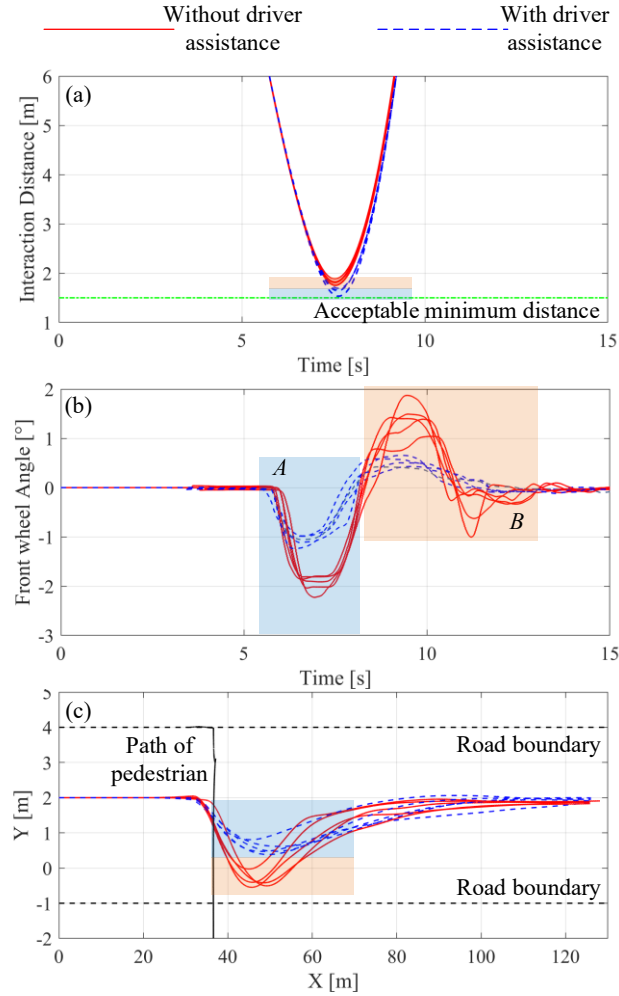 Without driver assistance
With driver assistance
(a)
6
5
4
3
2
1
Interaction Distance [m]
Acceptable minimum distance
0
5
10
15
Time [s]
(b)
2
1
0
-1
-2
-3
Front wheel Angle [°]
A
B
0
5
10
15
Time [s]
(c)
5
4
3
2
1
0
-1
-2
Y [m]
Path of
pedestrian
Road boundary
Road boundary
0
20
40
60
80
100
120
X [m]